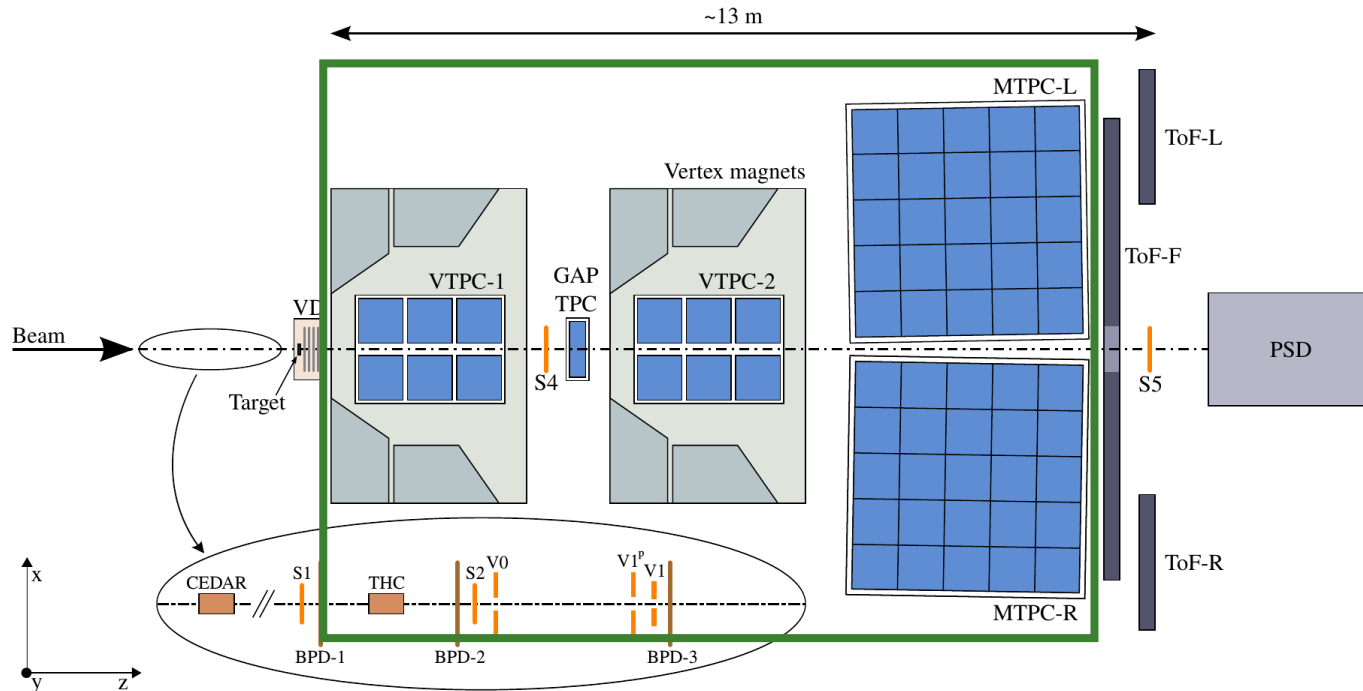 ~13 m
MTPC-L
ToF-L
Vertex magnets
ToF-F
VTPC-1
GAP
TPC
VTPC-2
VD
Beam
PSD
S4
S5
Target
x
CEDAR
S1
THC
S2
V0
V1ᵖ
V1
ToF-R
MTPC-R
BPD-1
BPD-2
BPD-3
y
z